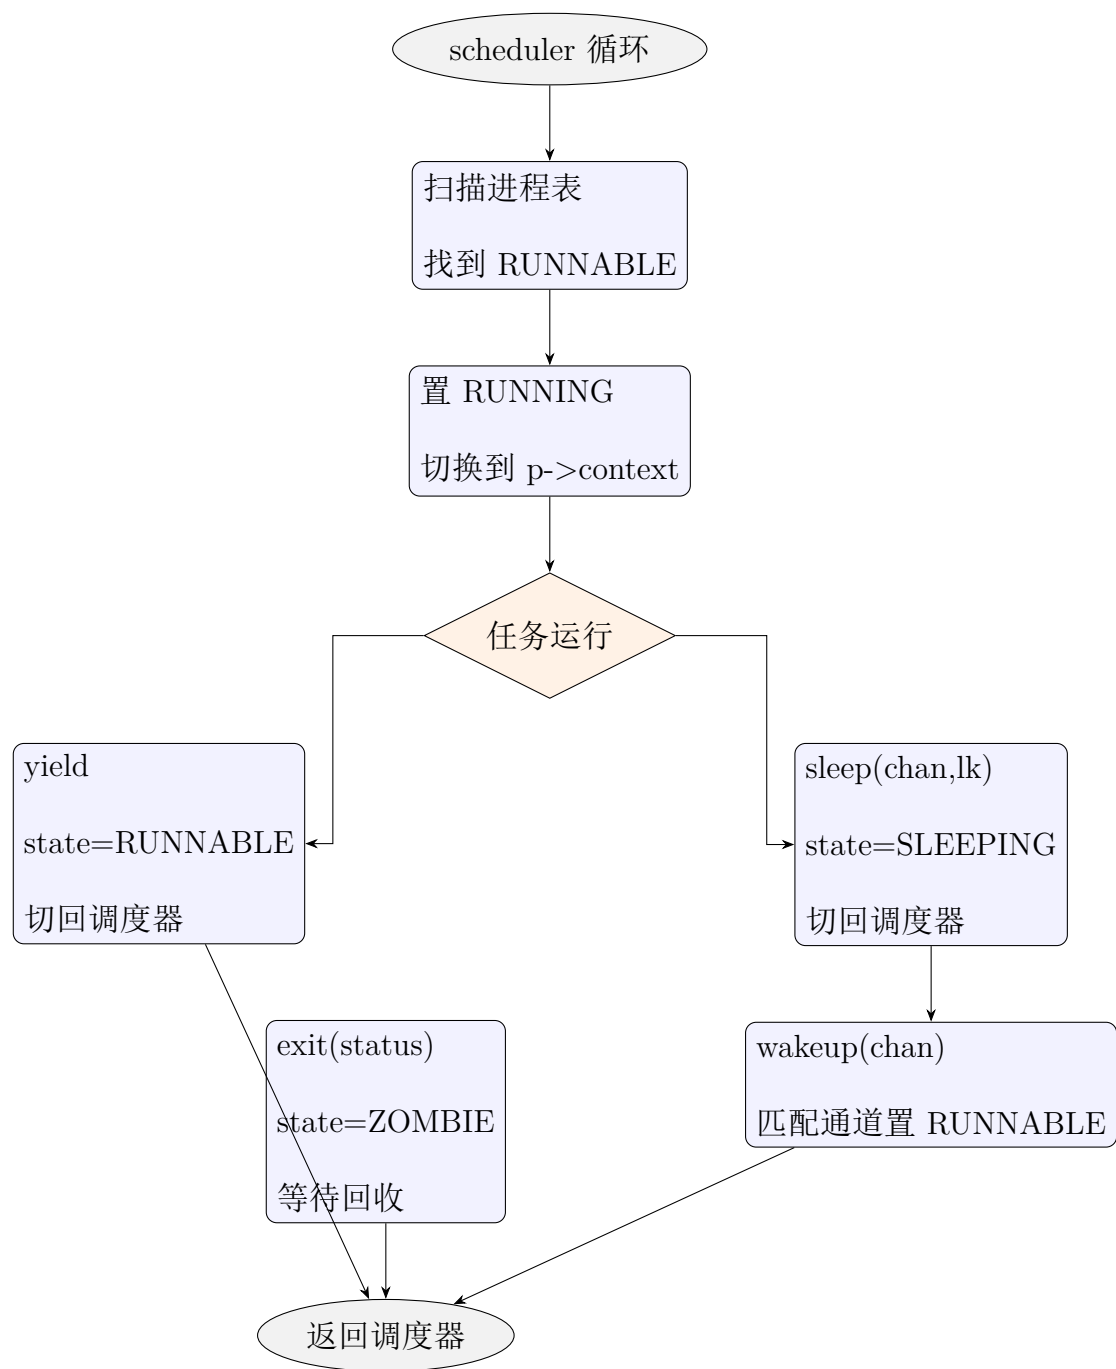 scheduler 循环
扫描进程表
找到 RUNNABLE
置 RUNNING
切换到 p->context
任务运行
yield
state=RUNNABLE
切回调度器
sleep(chan,lk)
state=SLEEPING
切回调度器
exit(status)
state=ZOMBIE
等待回收
wakeup(chan)
匹配通道置 RUNNABLE
返回调度器